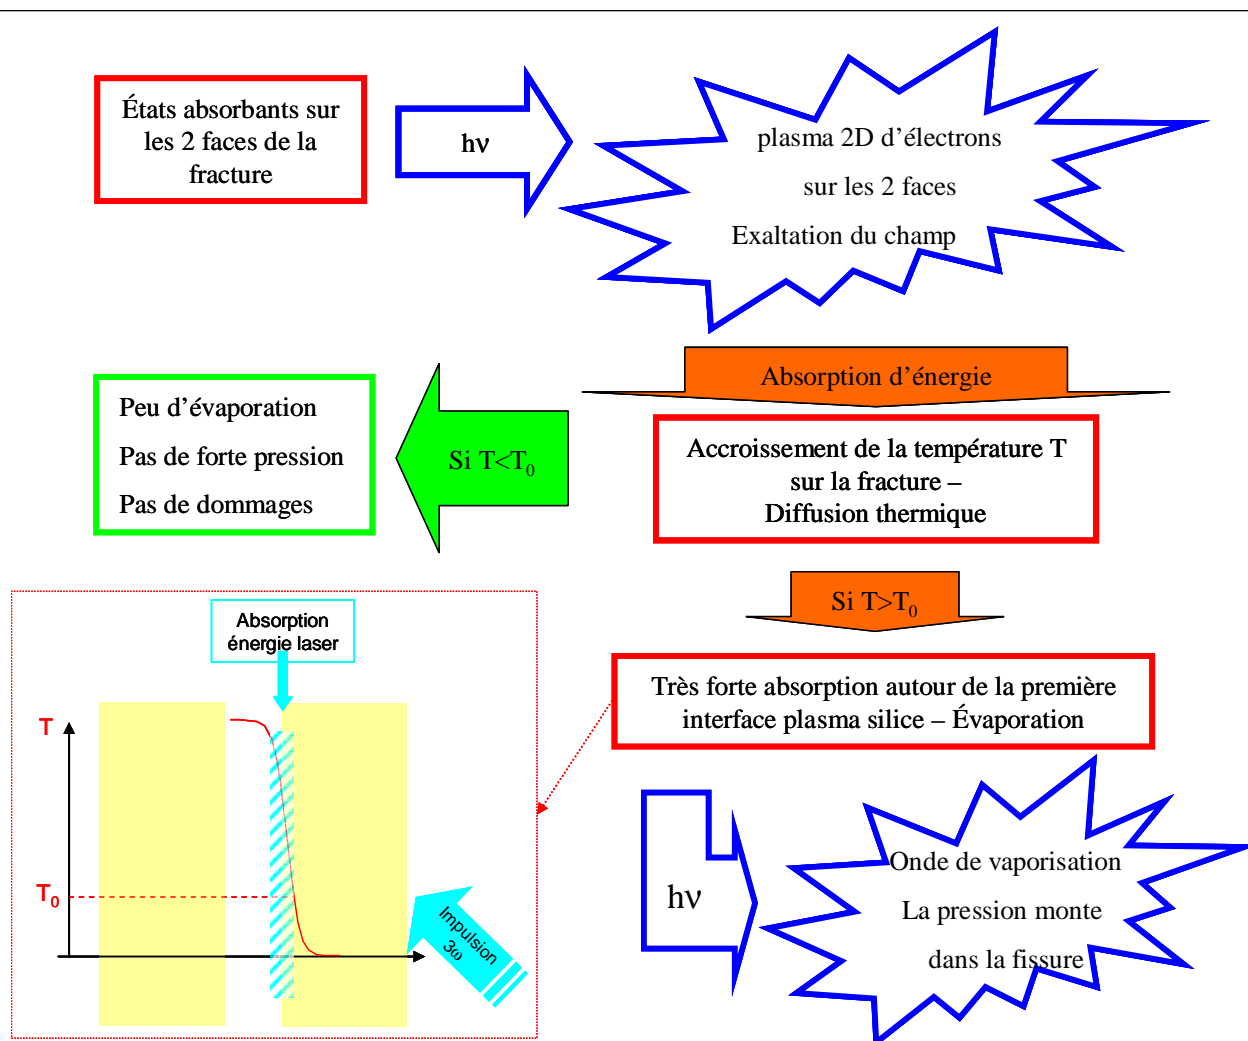 États absorbants sur
les 2 faces de la
fracture
hν
plasma 2D d’électrons
sur les 2 faces
Exaltation du champ
Absorption d’énergie
Peu d’évaporation
Pas de forte pression
Pas de dommages
Si T<T₀
Accroissement de la température T
sur la fracture –
Diffusion thermique
Si T>T₀
Absorption
énergie laser
Très forte absorption autour de la première
interface plasma silice – Évaporation
T
T₀
Impulsion
3ω
hν
Onde de vaporisation
La pression monte
dans la fissure